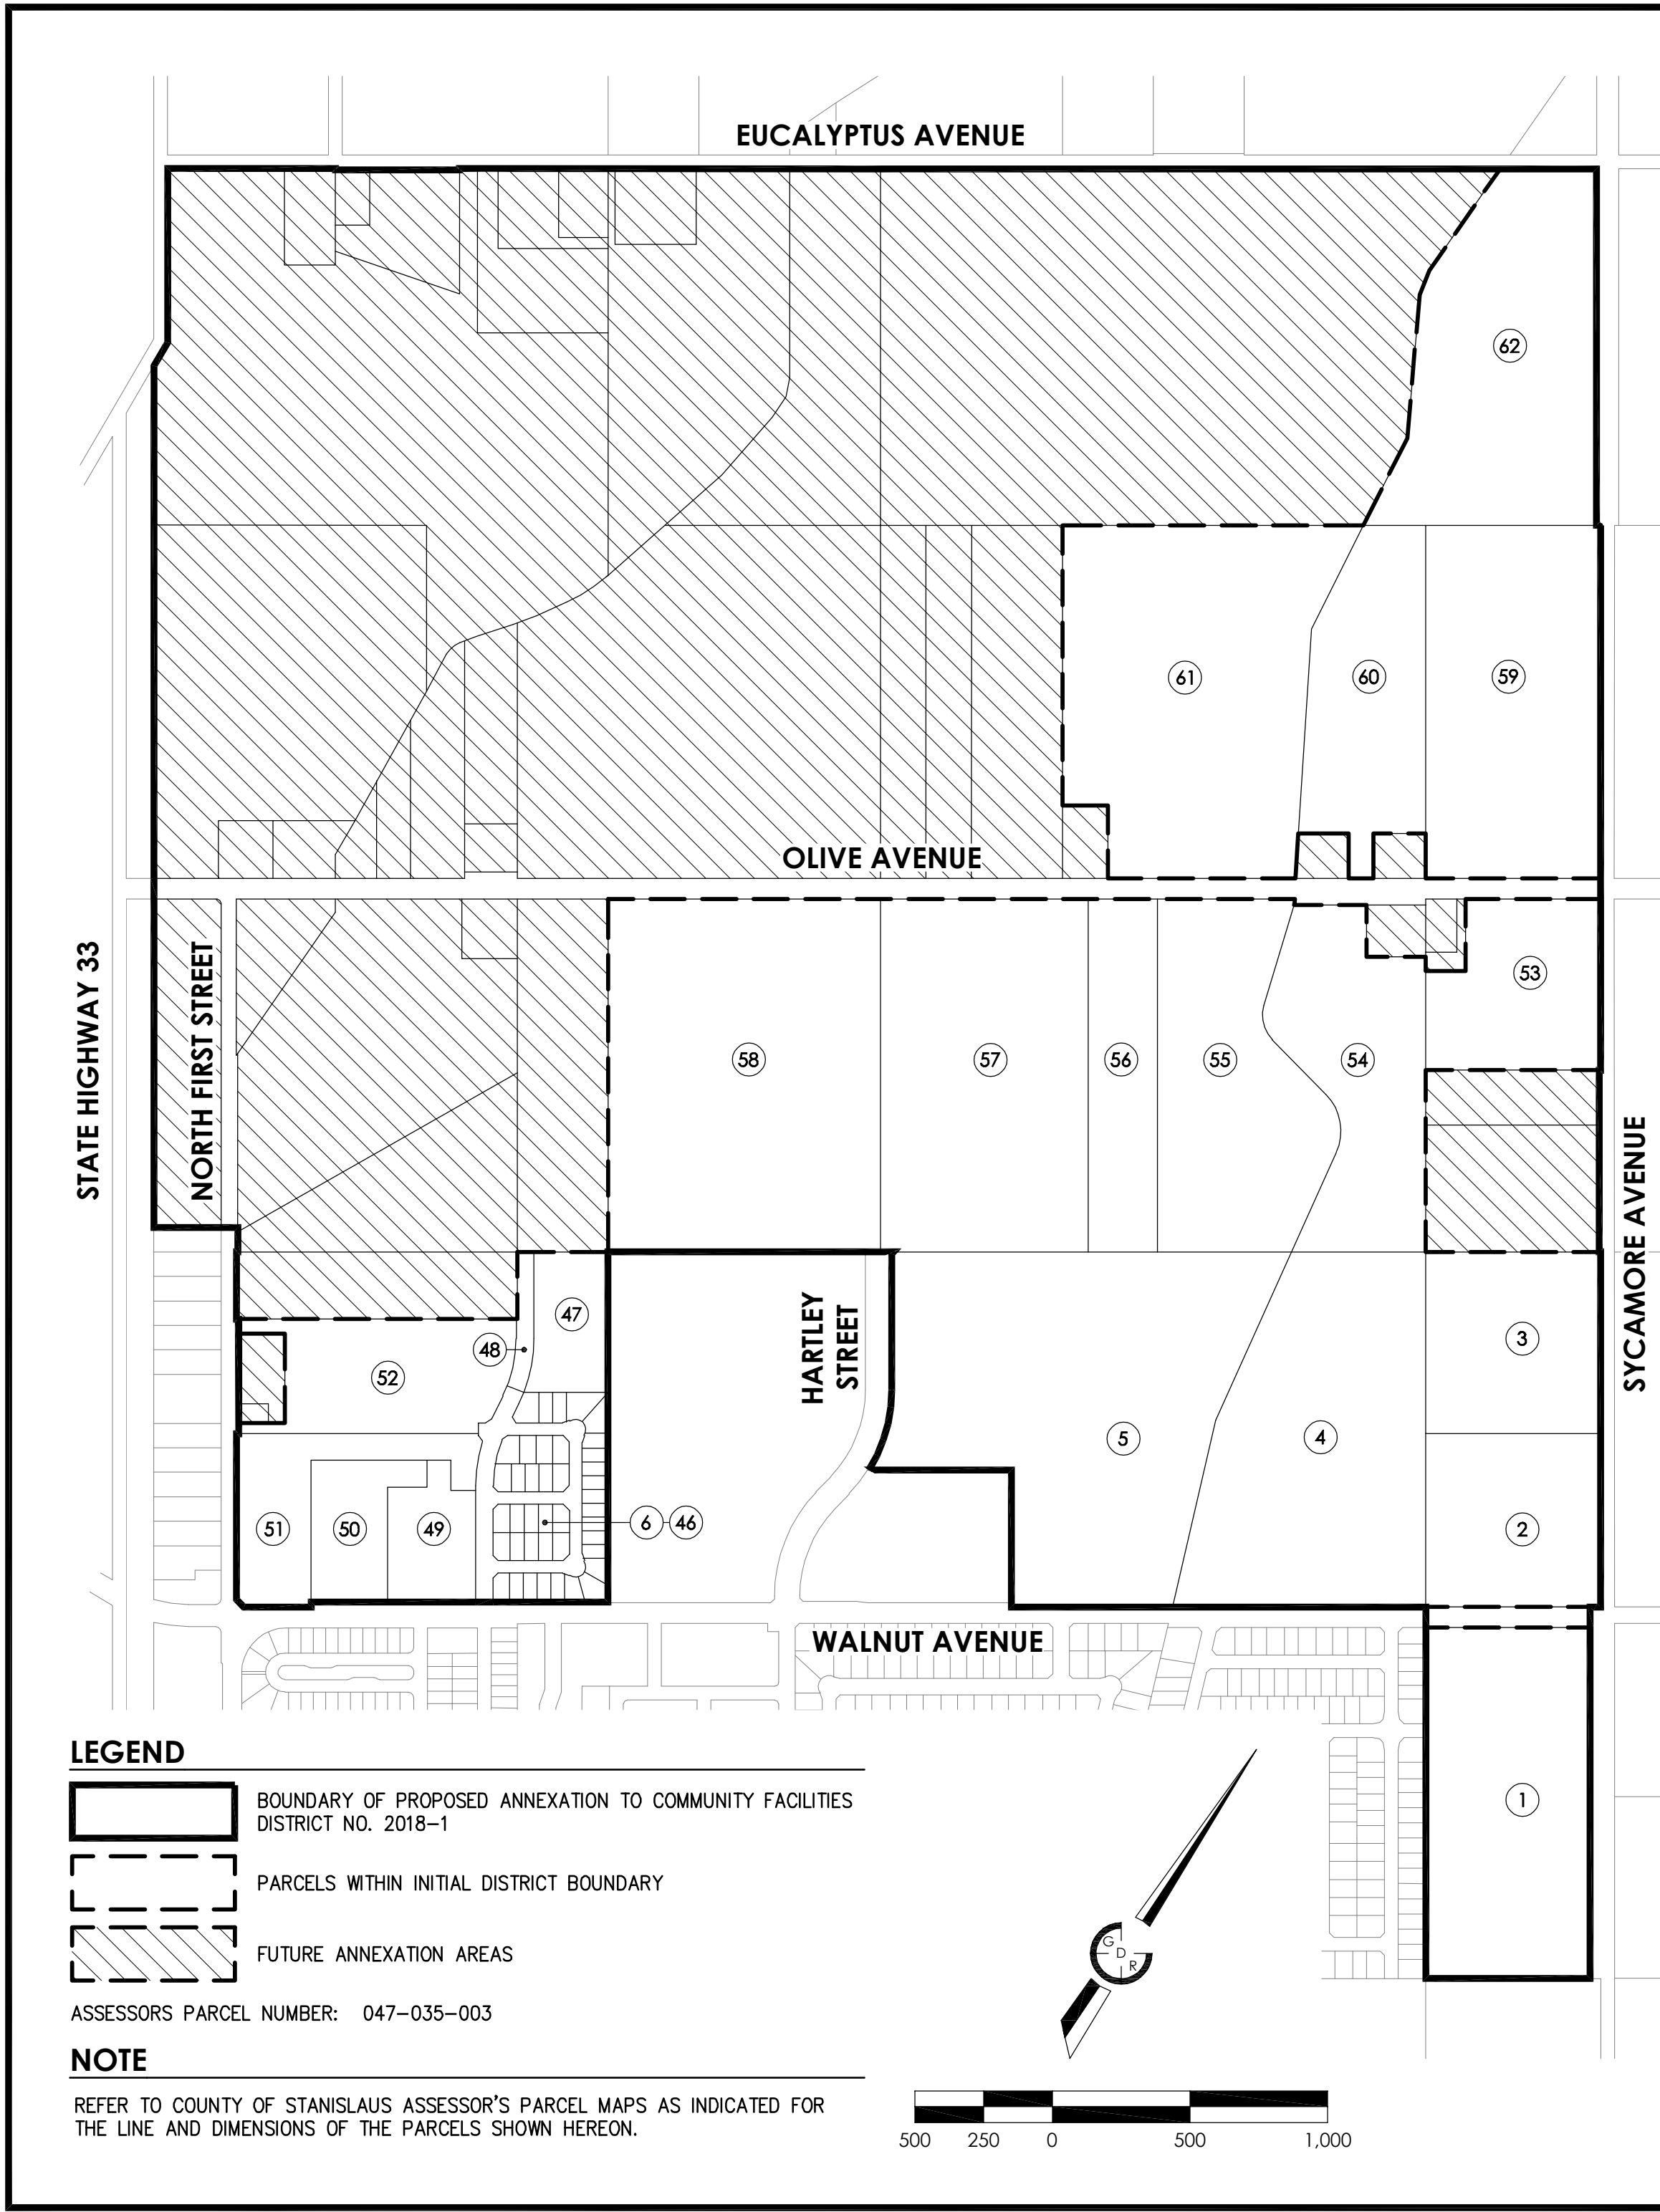 EUCALYPTUS AVENUE
62
61
60
59
OLIVE AVENUE
STATE HIGHWAY 33
NORTH FIRST STREET
53
58
57
56
55
54
SYCAMORE AVENUE
HARTLEY
STREET
47
48
52
3
5
4
51
50
49
6
46
2
WALNUT AVENUE
1
LEGEND
BOUNDARY OF PROPOSED ANNEXATION TO COMMUNITY FACILITIES
DISTRICT NO. 2018-1
PARCELS WITHIN INITIAL DISTRICT BOUNDARY
FUTURE ANNEXATION AREAS
G
D
R
ASSESSORS PARCEL NUMBER: 047-035-003
NOTE
REFER TO COUNTY OF STANISLAUS ASSESSOR'S PARCEL MAPS AS INDICATED FOR
THE LINE AND DIMENSIONS OF THE PARCELS SHOWN HEREON.
500 250 0 500 1,000